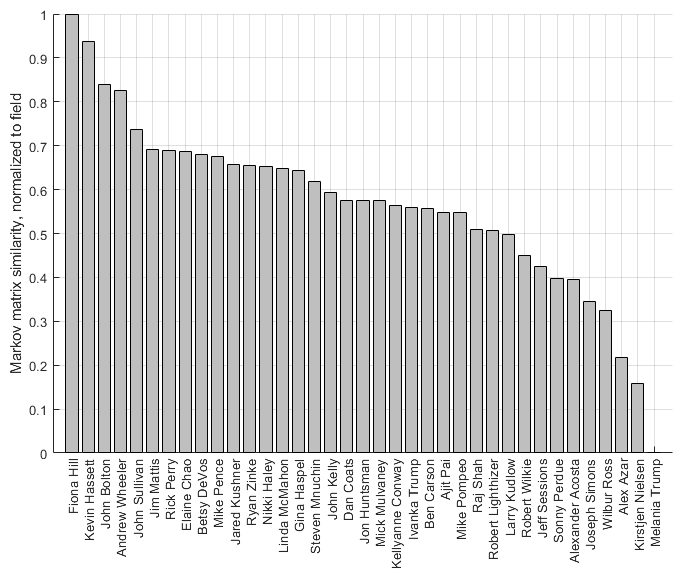 Markov matrix similarity, normalized to field
1
0.9
0.8
0.7
0.6
0.5
0.4
0.3
0.2
0.1
0
Fiona Hill
Kevin Hassett
John Bolton
Andrew Wheeler
John Sullivan
Jim Mattis
Rick Perry
Elaine Chao
Betsy DeVos
Mike Pence
Jared Kushner
Ryan Zinke
Nikki Haley
Linda McMahon
Gina Haspel
Steven Mnuchin
John Kelly
Dan Coats
Jon Huntsman
Mick Mulvaney
Kellyanne Conway
Ivanka Trump
Ben Carson
Ajit Pai
Mike Pompeo
Raj Shah
Robert Lighthizer
Larry Kudlow
Robert Wilkie
Jeff Sessions
Sonny Perdue
Alexander Acosta
Joseph Simons
Wilbur Ross
Alex Azar
Kirstjen Nielsen
Melania Trump